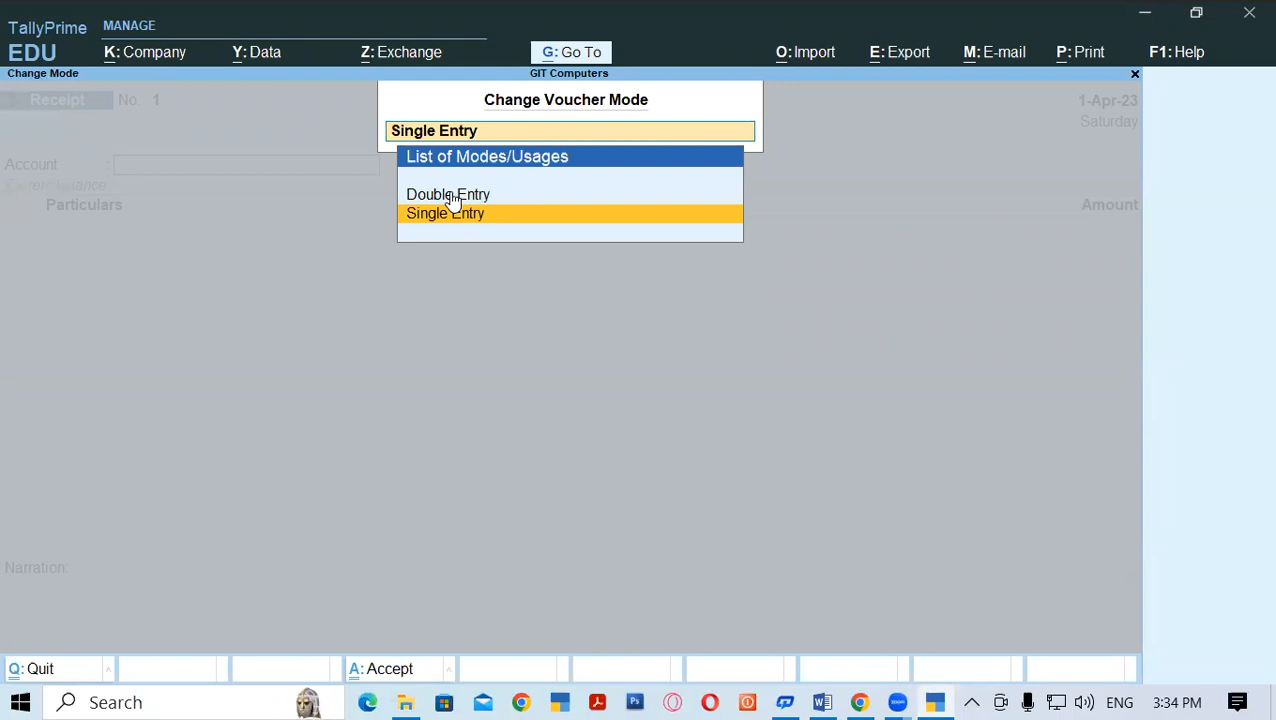 TallyPrime MANAGE
EDU K: Company Y: Data Z: Exchange G: Go To O: Import E: Export M: E-mail P: Print F1: Help
Change Mode GIT Computers
Receipt No. 1 Change Voucher Mode 1-Apr-23
Saturday
Single Entry
List of Modes/Usages
Account :
Current balance
Double Entry
Particulars Amount
Single Entry
Narration:
Q: Quit A: Accept
Search ENG 3:34 PM